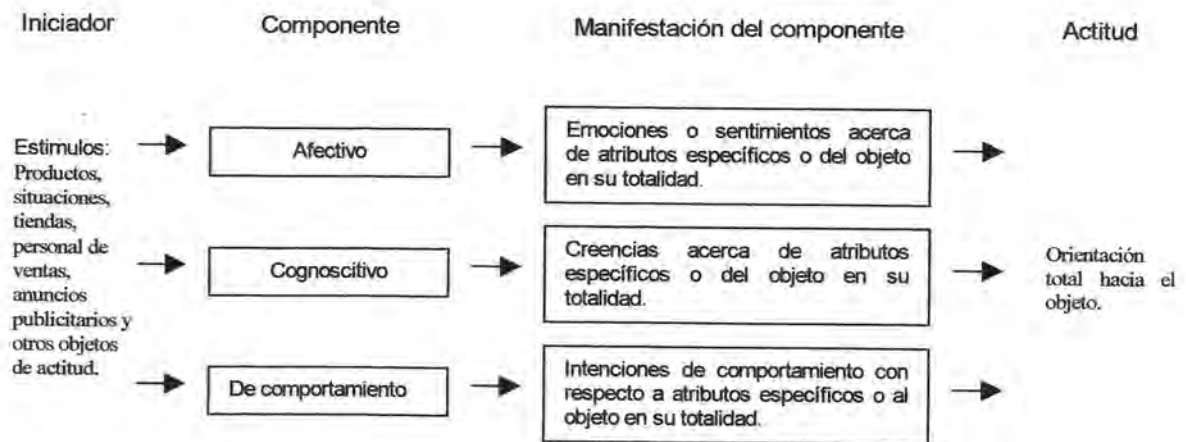 Iniciador
Componente
Manifestación del componente
Actitud
Estimulos:
Productos,
situaciones,
tiendas,
personal de
ventas,
anuncios
publicitarios y
otros objetos
de actitud.
Afectivo
Emociones o sentimientos acerca
de atributos específicos o del objeto
en su totalidad.
Cognoscitivo
Creencias acerca de atributos
específicos o del objeto en su
totalidad.
De comportamiento
Intenciones de comportamiento con
respecto a atributos específicos o al
objeto en su totalidad.
Orientación
total hacia el
objeto.